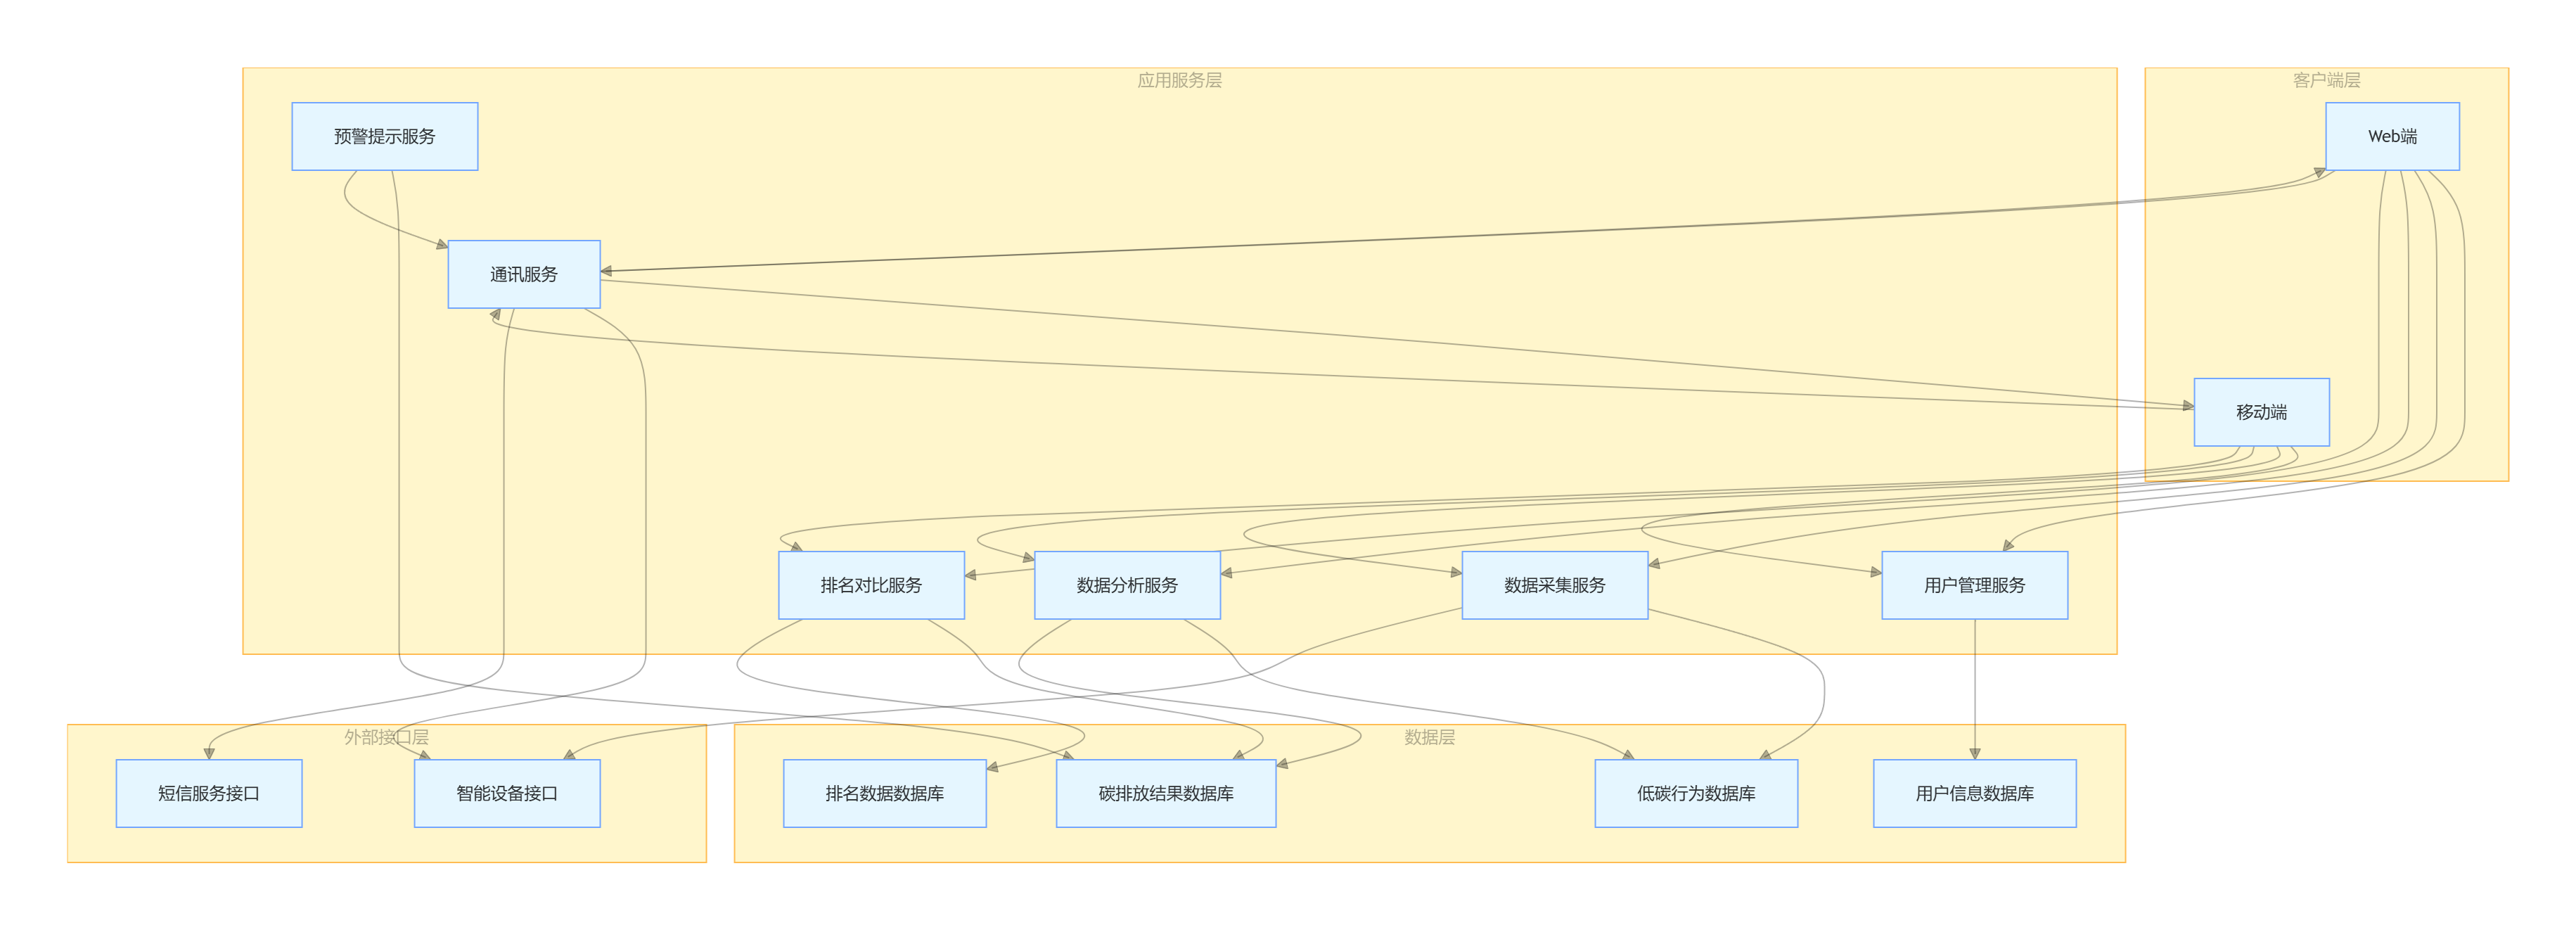 应用服务层
客户端层
预警提示服务
Web端
通讯服务
移动端
排名对比服务
数据分析服务
数据采集服务
用户管理服务
外部接口层
数据层
短信服务接口
智能设备接口
排名数据数据库
碳排放结果数据库
低碳行为数据库
用户信息数据库